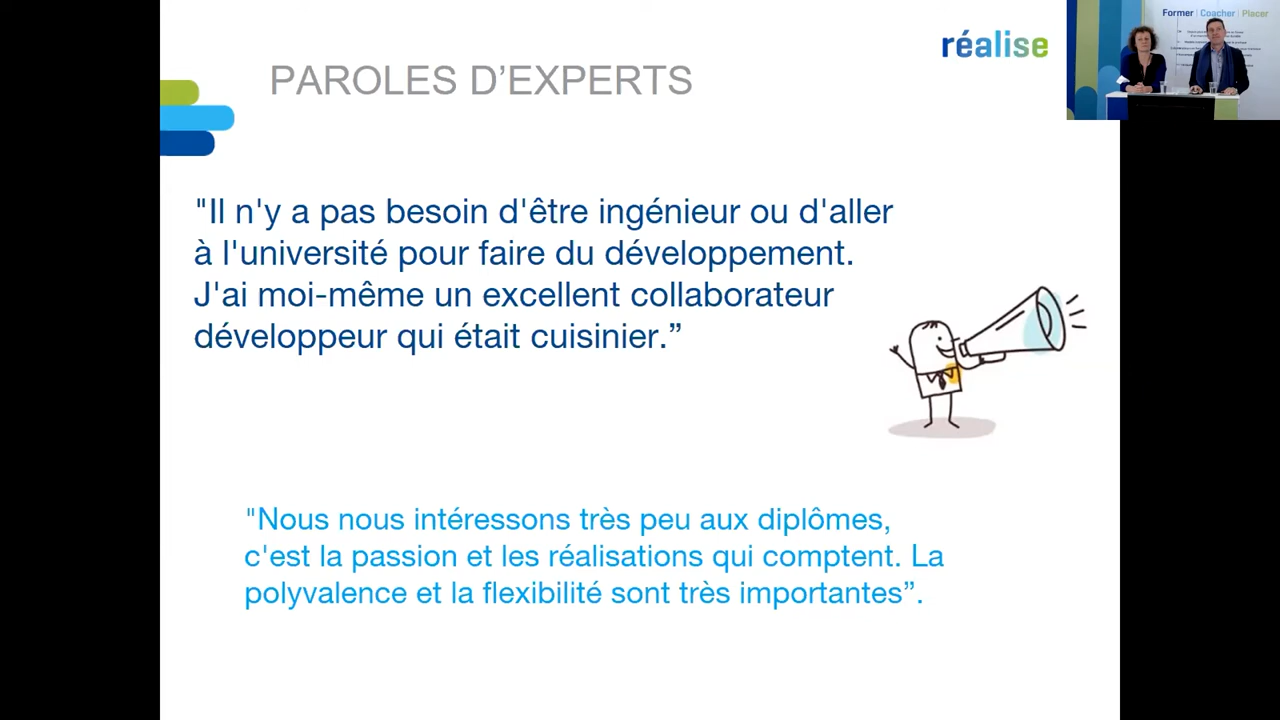 Former | Coacher | Placer
réalise
PAROLES D’EXPERTS
"Il n'y a pas besoin d'être ingénieur ou d'aller
à l'université pour faire du développement.
J'ai moi-même un excellent collaborateur
développeur qui était cuisinier.”
"Nous nous intéressons très peu aux diplômes,
c'est la passion et les réalisations qui comptent. La
polyvalence et la flexibilité sont très importantes”.